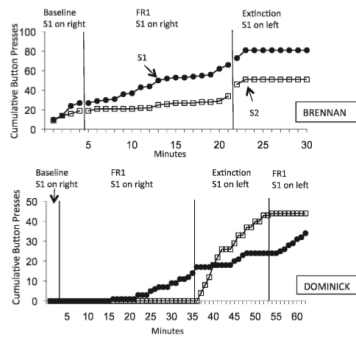 Baseline FR1 Extinction
S1 on right S1 on right S1 on left
Cumulative Button Presses
100
80
60
40
20
0
S1
S2
BRENNAN
5 10 15 20 25 30
Minutes
Baseline FR1 Extinction FR1
S1 on right S1 on right S1 on left S1 on left
Cumulative Button Presses
50
40
30
20
10
0
DOMINICK
5 10 15 20 25 30 35 40 45 50 55 60
Minutes